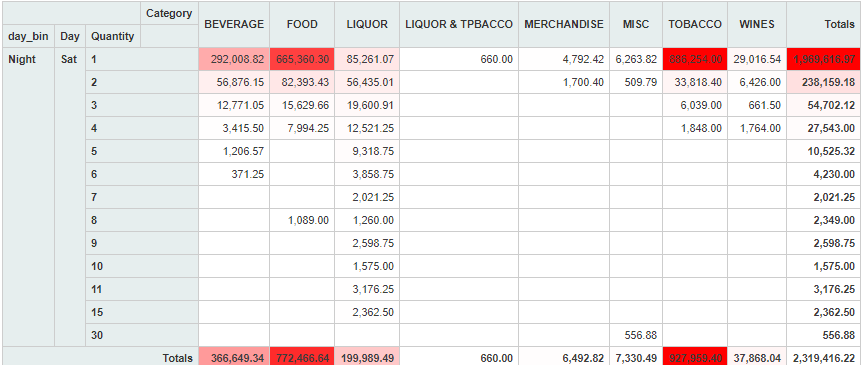 Category BEVERAGE FOOD LIQUOR LIQUOR & TPBACCO MERCHANDISE MISC TOBACCO WINES Totals
day_bin Day Quantity
Night Sat 1 292,008.82 665,360.30 85,261.07 660.00 4,792.42 6,263.82 886,254.00 29,016.54 1,969,616.97
2 56,876.15 82,393.43 56,435.01 1,700.40 509.79 33,818.40 6,426.00 238,159.18
3 12,771.05 15,629.66 19,600.91 6,039.00 661.50 54,702.12
4 3,415.50 7,994.25 12,521.25 1,848.00 1,764.00 27,543.00
5 1,206.57 9,318.75 10,525.32
6 371.25 3,858.75 4,230.00
7 2,021.25 2,021.25
8 1,089.00 1,260.00 2,349.00
9 2,598.75 2,598.75
10 1,575.00 1,575.00
11 3,176.25 3,176.25
15 2,362.50 2,362.50
30 556.88 556.88
Totals 366,649.34 772,466.64 199,989.49 660.00 6,492.82 7,330.49 927,959.40 37,868.04 2,319,416.22